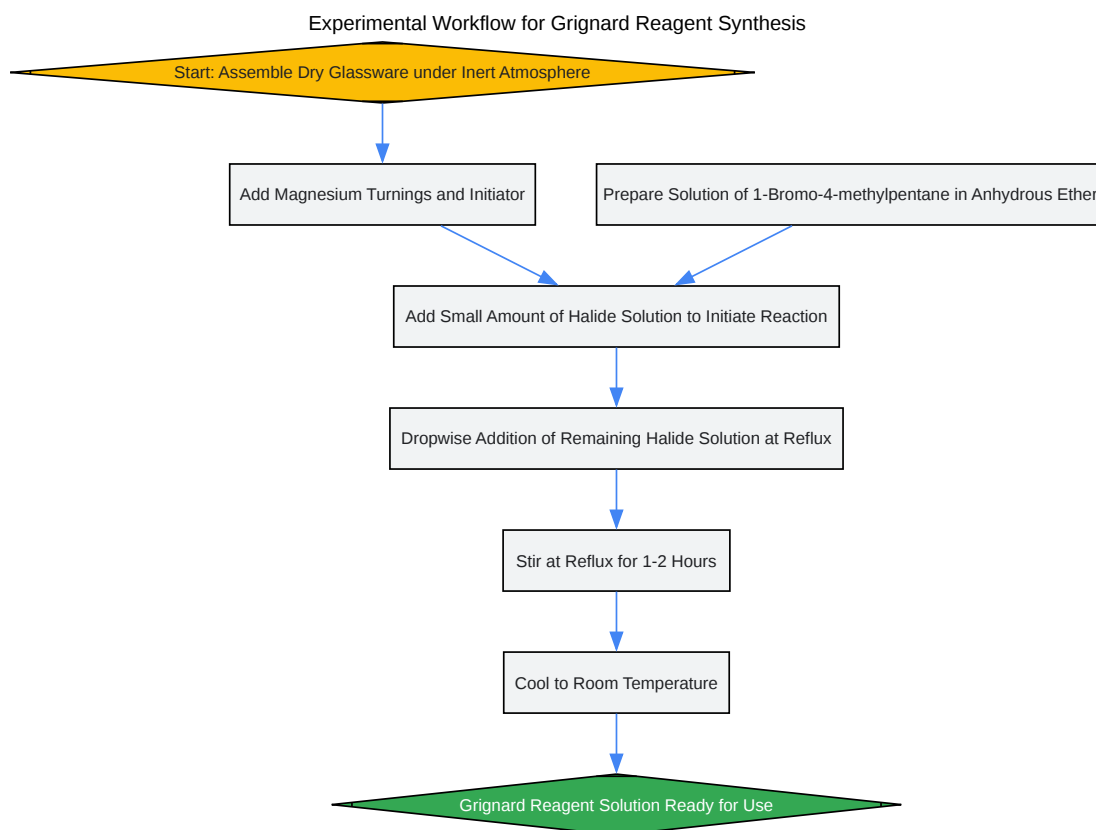 Experimental Workflow for Grignard Reagent Synthesis
Start: Assemble Dry Glassware under Inert Atmosphere
Add Magnesium Turnings and Initiator
Prepare Solution of 1-Bromo-4-methylpentane in Anhydrous Ether
Add Small Amount of Halide Solution to Initiate Reaction
Dropwise Addition of Remaining Halide Solution at Reflux
Stir at Reflux for 1-2 Hours
Cool to Room Temperature
Grignard Reagent Solution Ready for Use